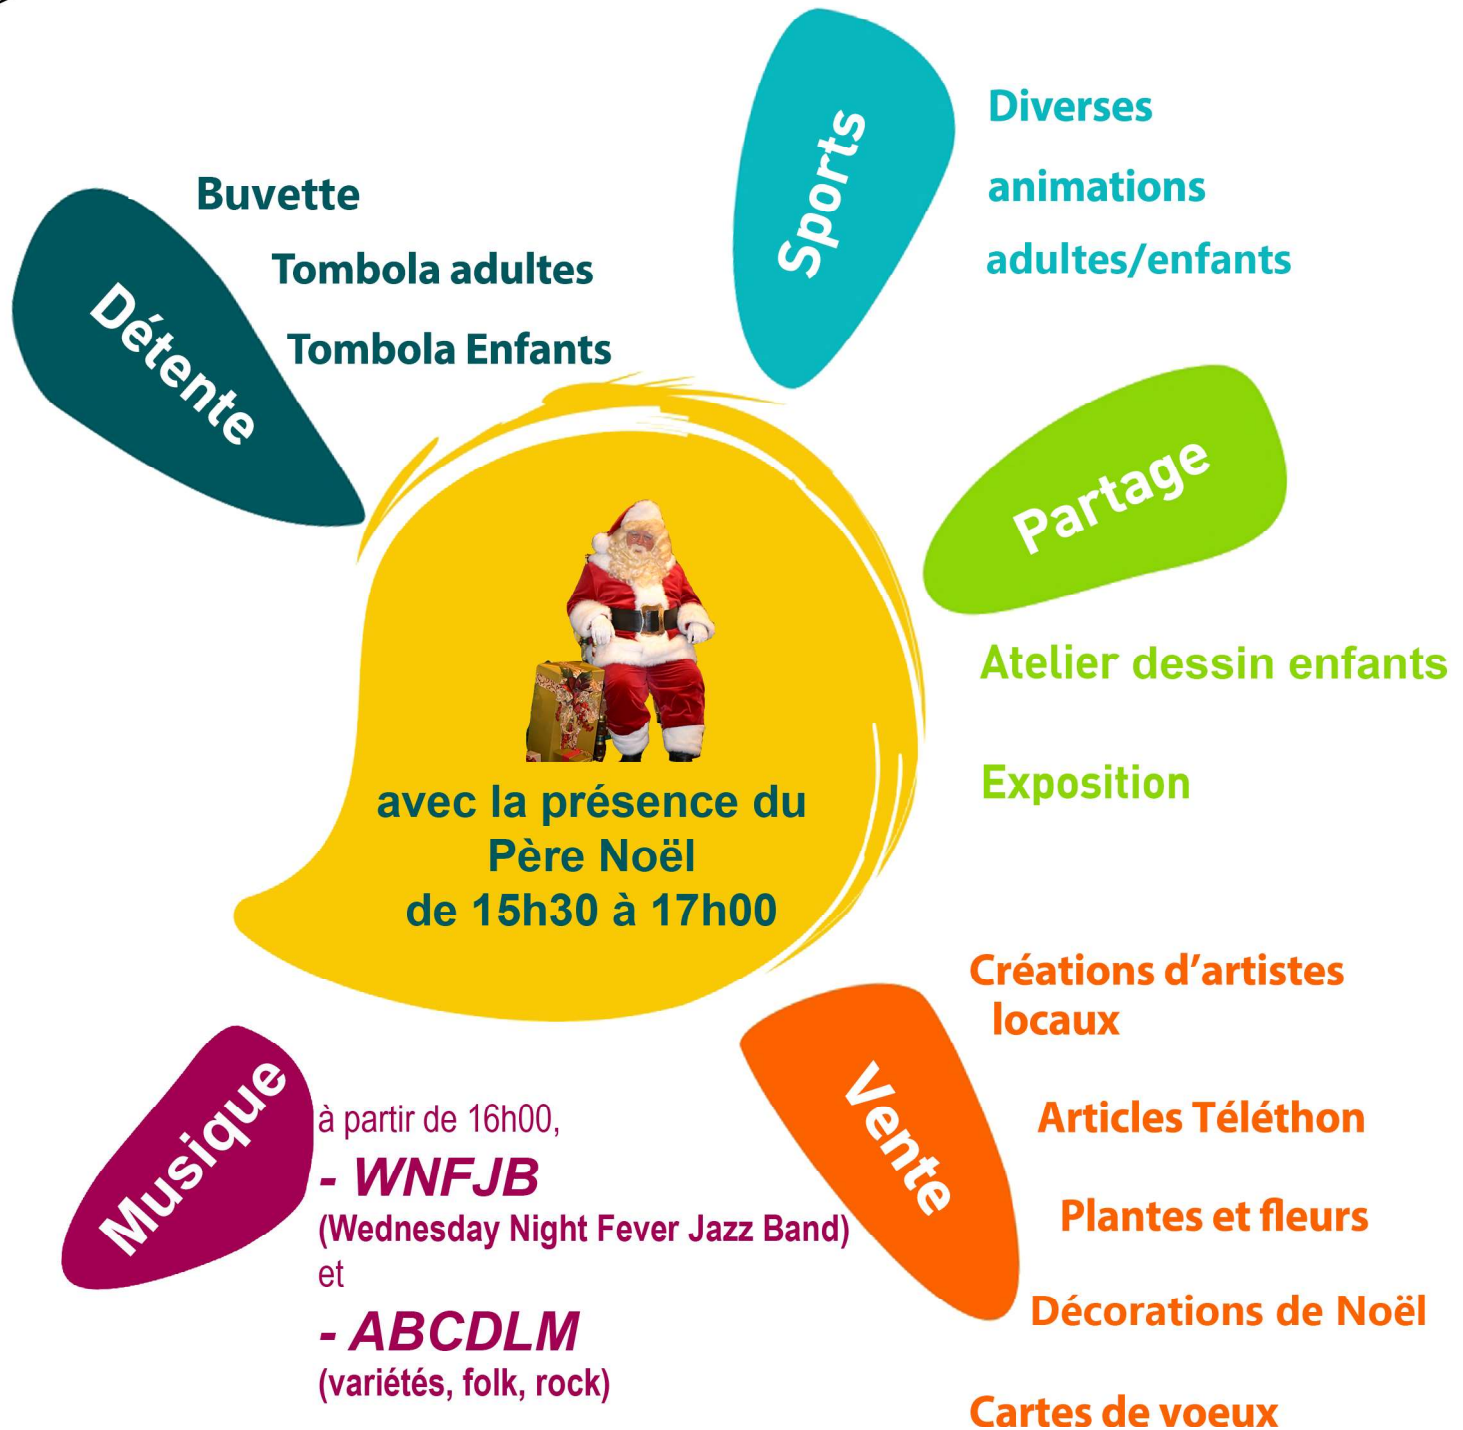 Sports
Diverses
animations
adultes/enfants
Détente
Buvette
Tombola adultes
Tombola Enfants
Partage
Atelier dessin enfants
Exposition
avec la présence du
Père Noël
de 15h30 à 17h00
Vente
Créations d’artistes
locaux
Articles Téléthon
Plantes et fleurs
Décorations de Noël
Cartes de voeux
Musique
à partir de 16h00,
- WNFJB
(Wednesday Night Fever Jazz Band)
et
- ABCDLM
(variétés, folk, rock)